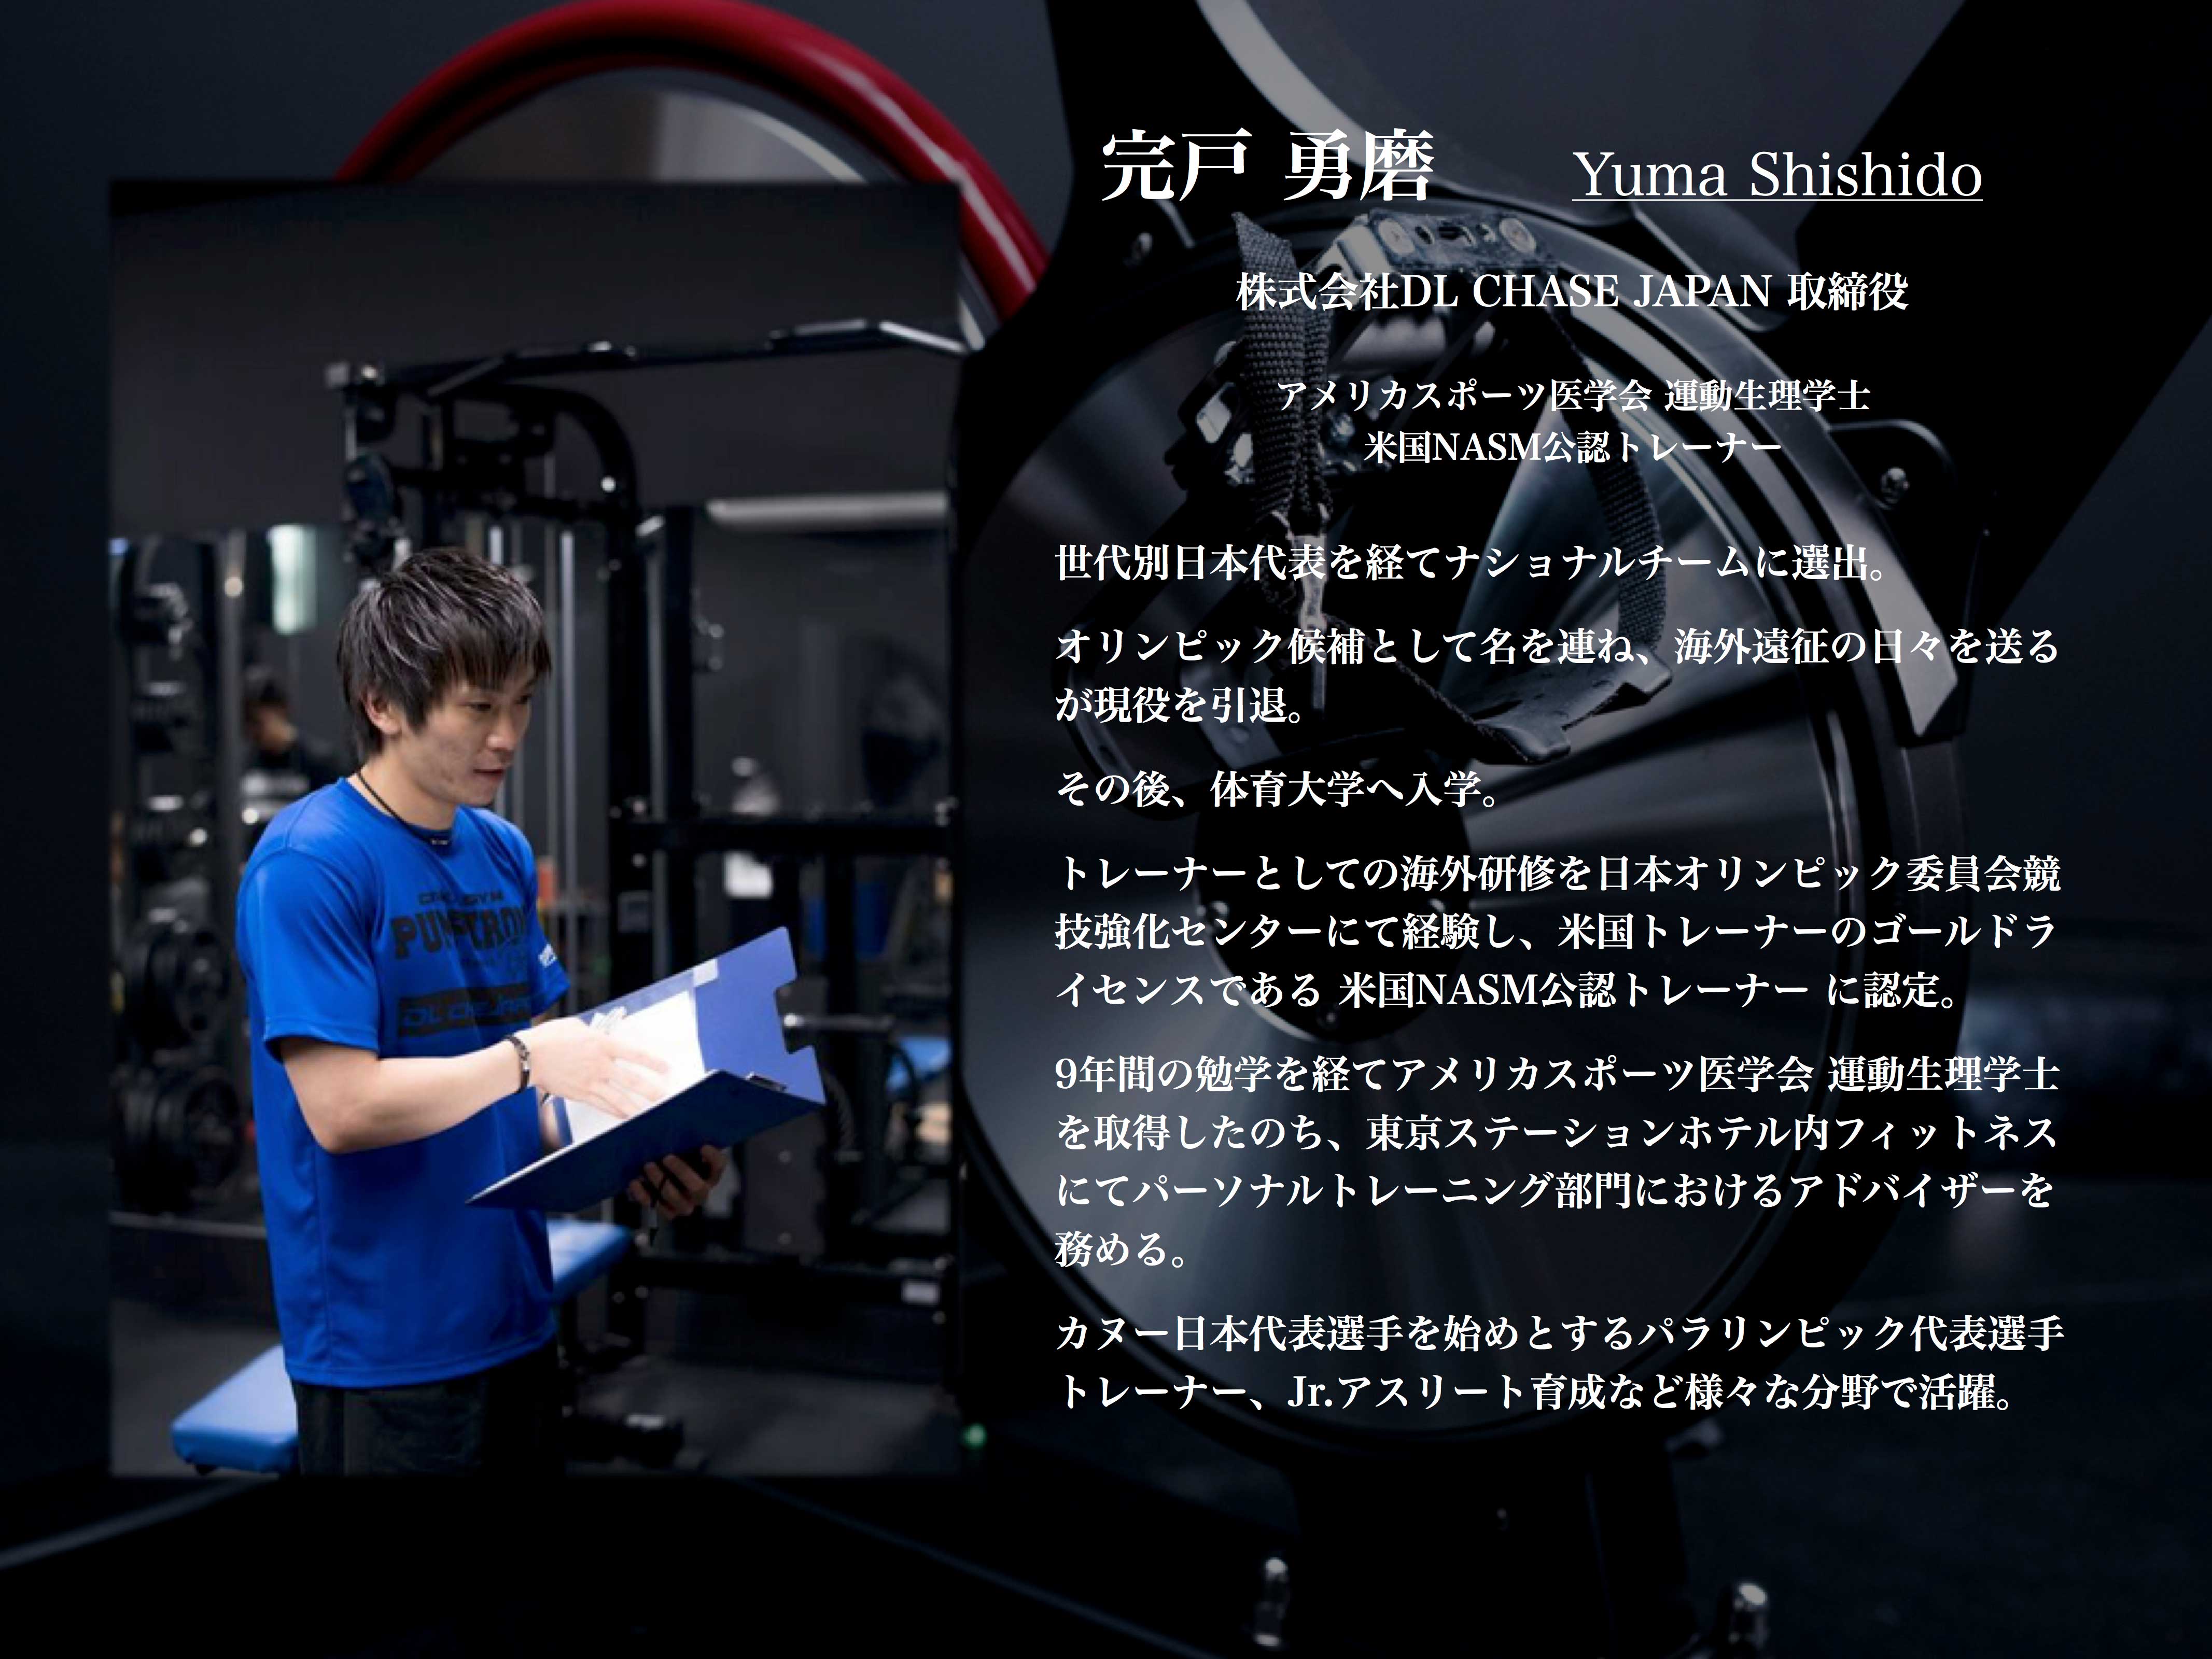 宍戸 勇磨 Yuma Shishido
株式会社DL CHASE JAPAN 取締役
アメリカスポーツ医学会 運動生理学士
米国NASM公認トレーナー
世代別日本代表を経てナショナルチームに選出。
オリンピック候補として名を連ね、海外遠征の日々を送る
が現役を引退。
その後、体育大学へ入学。
トレーナーとしての海外研修を日本オリンピック委員会競
技強化センターにて経験し、米国トレーナーのゴールドラ
イセンスである 米国NASM公認トレーナー に認定。
9年間の勉学を経てアメリカスポーツ医学会 運動生理学士
を取得したのち、東京ステーションホテル内フィットネス
にてパーソナルトレーニング部門におけるアドバイザーを
務める。
カヌー日本代表選手を始めとするパラリンピック代表選手
トレーナー、Jr.アスリート育成など様々な分野で活躍。